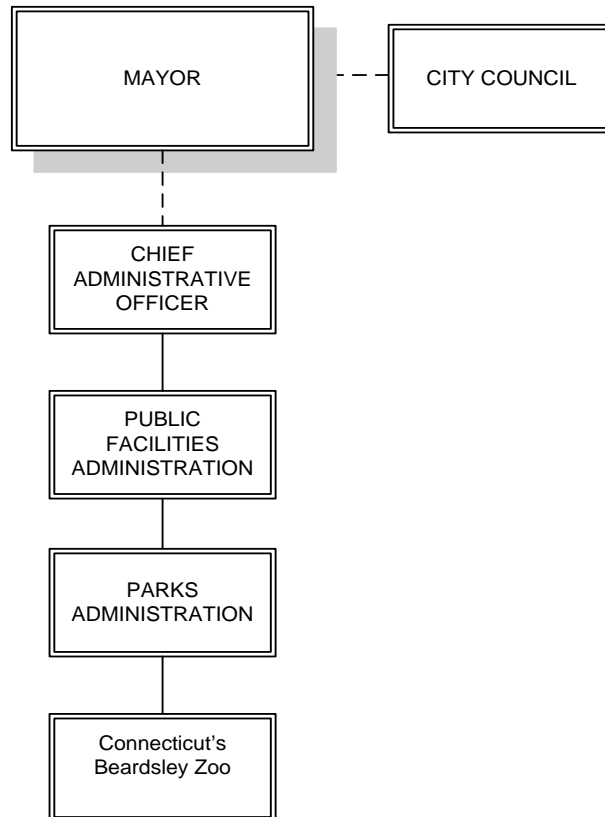 MAYOR
CITY COUNCIL
CHIEF
ADMINISTRATIVE
OFFICER
PUBLIC
FACILITIES
ADMINISTRATION
PARKS
ADMINISTRATION
Connecticut’s
Beardsley Zoo